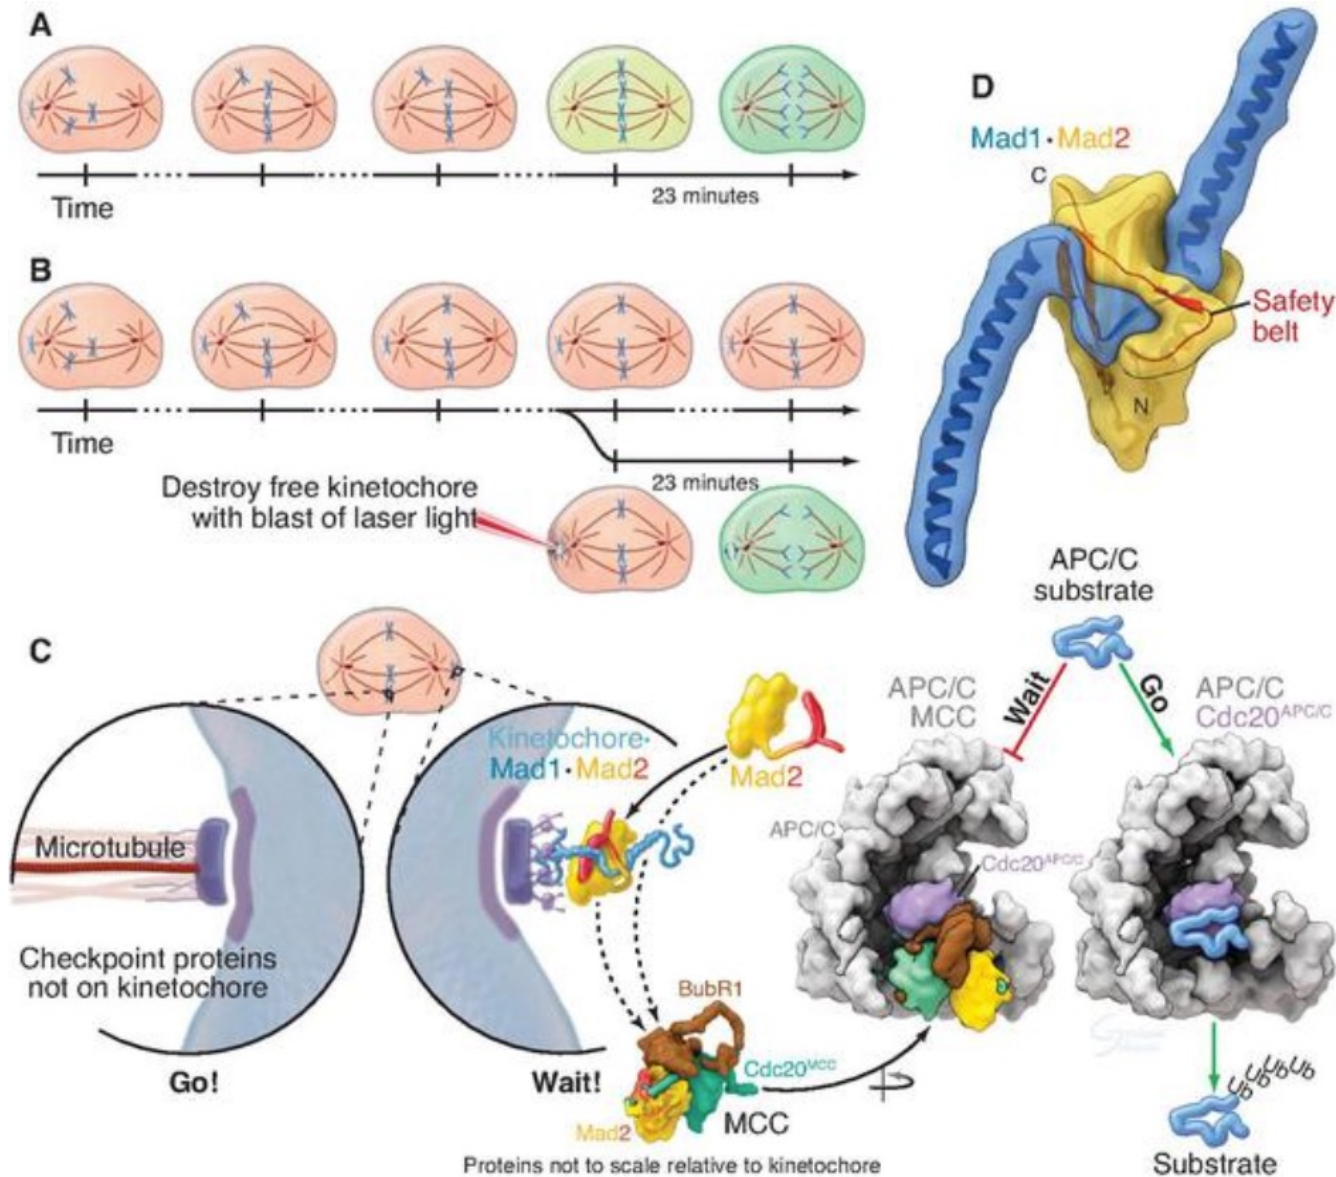 A
Time
23 minutes
B
Time
23 minutes
Destroy free kinetochore
with blast of laser light
C
Microtubule
Checkpoint proteins
not on kinetochore
Go!
Kinetochore·
Mad1·Mad2
Wait!
Mad2
BubR1
Cdc20MCC
Mad2
MCC
Proteins not to scale relative to kinetochore
D
Mad1·Mad2
C
N
Safety
belt
APC/C
substrate
Wait
Go
APC/C
MCC
APC/C
Cdc20APC/C
APC/C
Cdc20APC/C
Ub Ub Ub Ub
Substrate